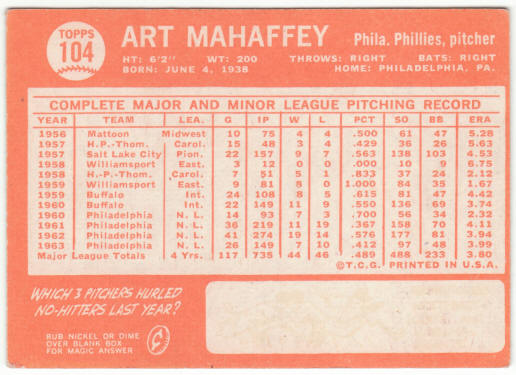 TOPPS
104
ART MAHAFFEY Phila. Phillies, pitcher
HT: 6'2" WT: 200 THROWS: RIGHT BATS: RIGHT
BORN: JUNE 4, 1938 HOME: PHILADELPHIA, PA.
COMPLETE MAJOR AND MINOR LEAGUE PITCHING RECORD
YEAR TEAM LEA. G IP W L PCT SO BB ERA
1956 Mattoon Midwest 10 75 4 4 .500 61 47 5.28
1957 H.P.-Thom. Carol. 15 48 3 4 .429 36 26 5.63
1957 Salt Lake City Pion. 22 157 9 7 .563 138 103 4.53
1958 Williamsport East. 3 12 0 0 .000 10 9 6.75
1958 H.P.-Thom. Carol. 7 51 5 1 .833 37 24 2.12
1959 Williamsport East. 9 81 8 0 1.000 84 35 1.67
1959 Buffalo Int. 24 108 8 5 .615 81 47 4.42
1960 Buffalo Int. 22 149 11 9 .550 136 69 3.74
1960 Philadelphia N. L. 14 93 7 3 .700 56 34 2.32
1961 Philadelphia N. L. 36 219 11 19 .367 158 70 4.11
1962 Philadelphia N. L. 41 274 19 14 .576 177 81 3.94
1963 Philadelphia N. L. 26 149 7 10 .412 97 48 3.99
Major League Totals 4 Yrs. 117 735 44 46 .489 488 233 3.80
©T.C.G. PRINTED IN U.S.A.
WHICH 3 PITCHERS HURLED
NO-HITTERS LAST YEAR?
RUB NICKEL OR DIME
OVER BLANK BOX
FOR MAGIC ANSWER